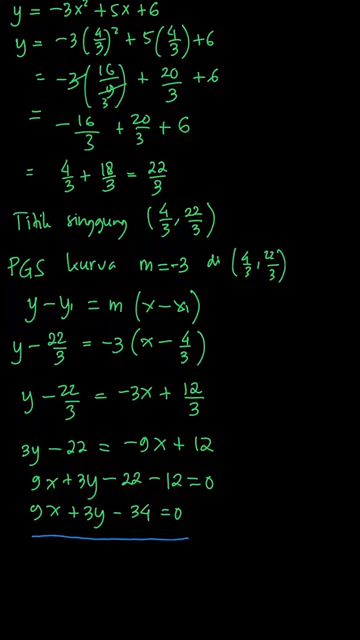 y = -3x² + 5x + 6
y = -3(4/3)² + 5(4/3) + 6
= -3(16/9 3) + 20/3 + 6
=
-16/3 + 20/3 + 6
= 4/3 + 18/3 = 22/3
Titik singgung (4/3, 22/3)
PGS kurva m = -3 di (4/3, 22/3)
y - y₁ = m (x - x₁)
y - 22/3 = -3(x - 4/3)
y - 22/3 = -3x + 12/3
3y - 22 = -9x + 12
9x + 3y - 22 - 12 = 0
9x + 3y - 34 = 0